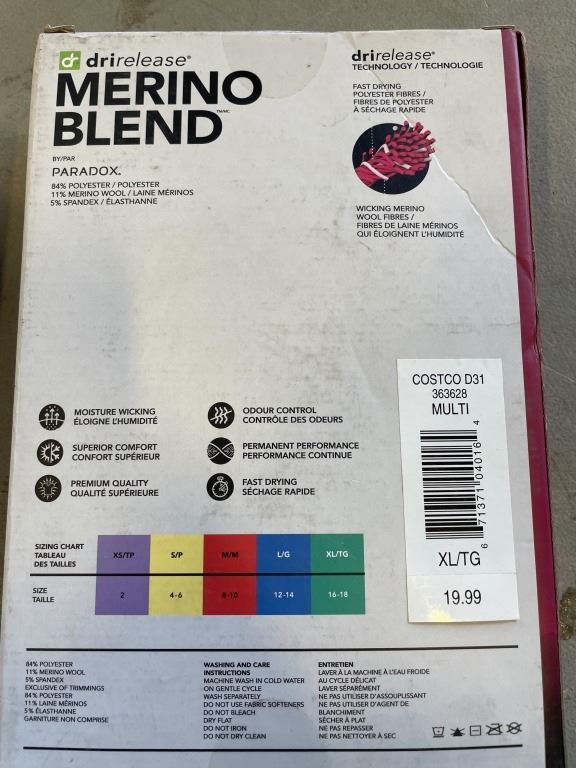 dr drirelease®
MERINO
BLEND™/MC
BY/PAR
PARADOX.
84% POLYESTER / POLYESTER
11% MERINO WOOL / LAINE MÉRINOS
5% SPANDEX / ÉLASTHANNE
drirelease®
TECHNOLOGY / TECHNOLOGIE
FAST DRYING
POLYESTER FIBRES /
FIBRES DE POLYESTER
À SÉCHAGE RAPIDE
WICKING MERINO
WOOL FIBRES /
FIBRES DE LAINE MÉRINOS
QUI ÉLOIGNENT L'HUMIDITÉ
MOISTURE WICKING
ÉLOIGNE L'HUMIDITÉ
SUPERIOR COMFORT
CONFORT SUPÉRIEUR
PREMIUM QUALITY
QUALITÉ SUPÉRIEURE
ODOUR CONTROL
CONTRÔLE DES ODEURS
PERMANENT PERFORMANCE
PERFORMANCE CONTINUE
FAST DRYING
SÉCHAGE RAPIDE
COSTCO D31
363628
MULTI
6 71371 04016 4
XL/TG
19.99
SIZING CHART
TABLEAU
DES TAILLES
XS/TP S/P M/M L/G XL/TG
SIZE
TAILLE
2 4-6 8-10 12-14 16-18
84% POLYESTER
11% MERINO WOOL
5% SPANDEX
EXCLUSIVE OF TRIMMINGS
84% POLYESTER
11% LAINE MÉRINOS
5% ÉLASTHANNE
GARNITURE NON COMPRISE
WASHING AND CARE
INSTRUCTIONS
MACHINE WASH IN COLD WATER
ON GENTLE CYCLE
WASH SEPARATELY
DO NOT USE FABRIC SOFTENERS
DO NOT BLEACH
DRY FLAT
DO NOT IRON
DO NOT DRY CLEAN
ENTRETIEN
LAVER À LA MACHINE À L'EAU FROIDE
AU CYCLE DÉLICAT
LAVER SÉPARÉMENT
NE PAS UTILISER D'ASSOUPLISSANT
NE PAS UTILISER D'AGENT DE
BLANCHIMENT
SÉCHER À PLAT
NE PAS REPASSER
NE PAS NETTOYER À SEC